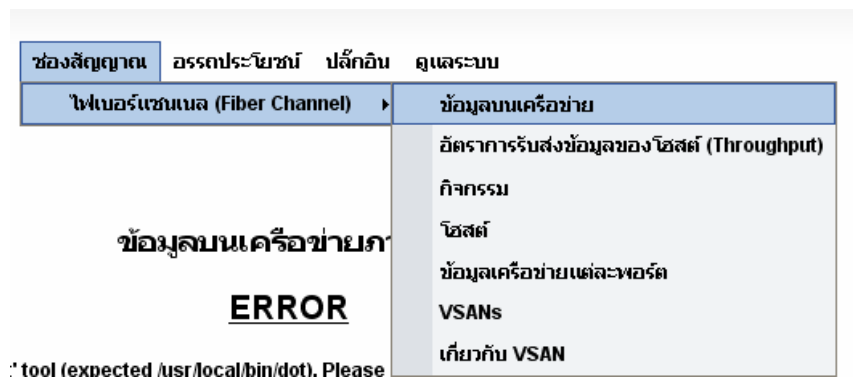 ช่องสัญญาณ อรรถประโยชน์ ปลั๊กอิน ดูแลระบบ
ไฟเบอร์แชนเนล (Fiber Channel)
ข้อมูลบนเครือข่าย
อัตราการรับส่งข้อมูลของโฮสต์ (Throughput)
กิจกรรม
โฮสต์
ข้อมูลเครือข่ายแต่ละพอร์ต
VSANs
เกี่ยวกับ VSAN
ข้อมูลบนเครือข่ายภา
ERROR
' tool (expected /usr/local/bin/dot). Please